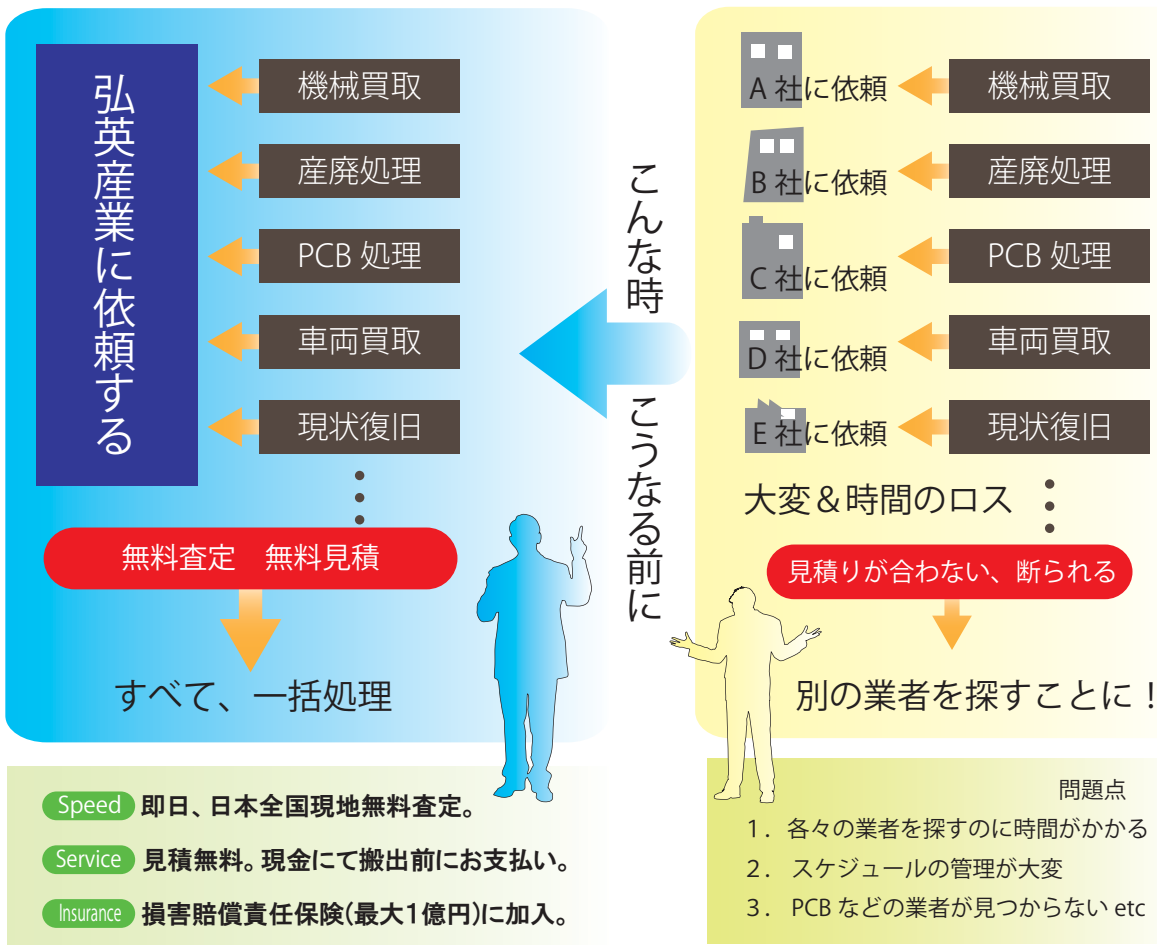 弘英産業に依頼する
機械買取
産廃処理
PCB 処理
車両買取
現状復旧
無料査定　無料見積
すべて、一括処理
こんな時
こうなる前に
A 社に依頼
機械買取
B 社に依頼
産廃処理
C 社に依頼
PCB 処理
D 社に依頼
車両買取
E 社に依頼
現状復旧
大変＆時間のロス
見積りが合わない、断られる
別の業者を探すことに！
Speed 即日、日本全国現地無料査定。
Service 見積無料。現金にて搬出前にお支払い。
Insurance 損害賠償責任保険(最大1億円)に加入。
問題点
1． 各々の業者を探すのに時間がかかる
2． スケジュールの管理が大変
3． PCB などの業者が見つからない etc